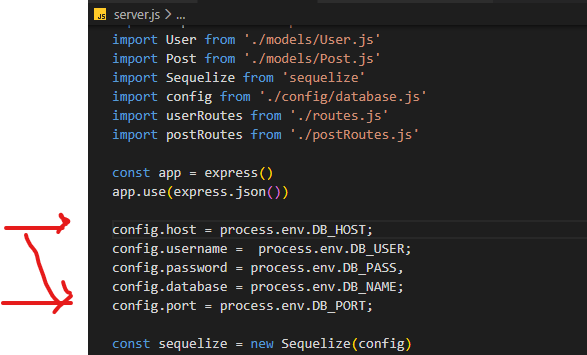 JS server.js > ...
import User from './models/User.js'
import Post from './models/Post.js'
import Sequelize from 'sequelize'
import config from './config/database.js'
import userRoutes from './routes.js'
import postRoutes from './postRoutes.js'
const app = express()
app.use(express.json())
config.host = process.env.DB_HOST;
config.username =  process.env.DB_USER;
config.password = process.env.DB_PASS,
config.database = process.env.DB_NAME;
config.port = process.env.DB_PORT;
const sequelize = new Sequelize(config)